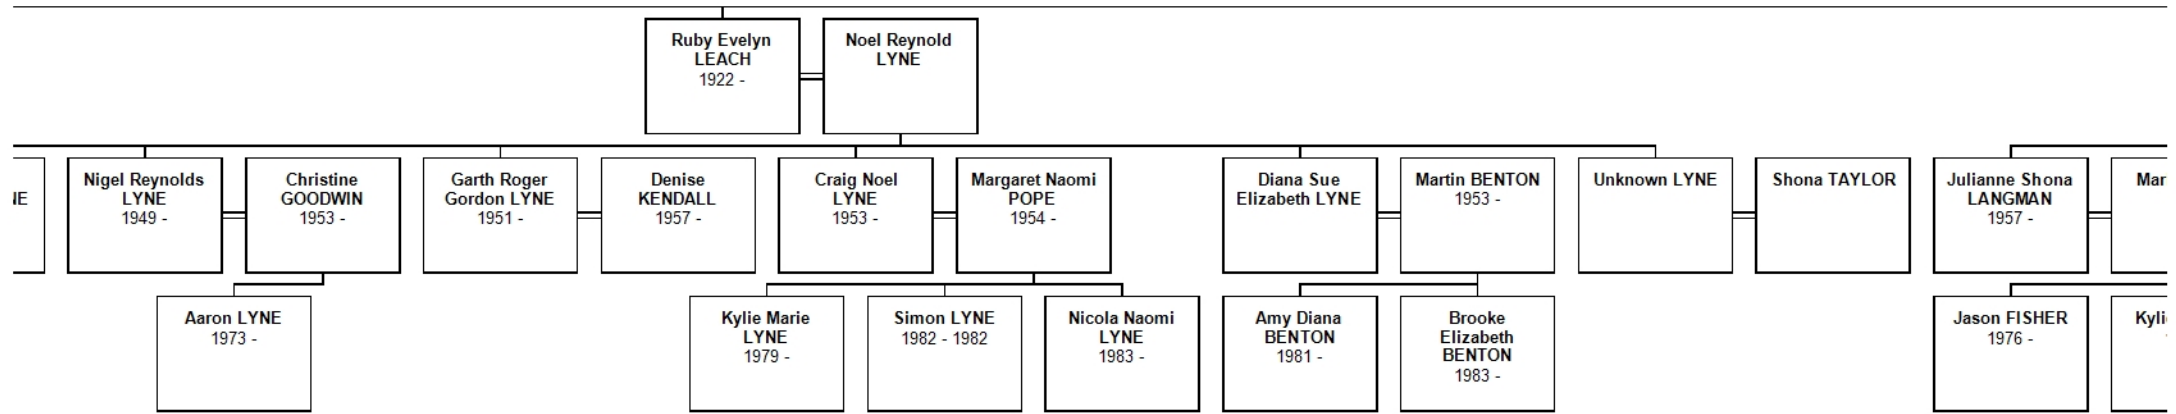 Ruby Evelyn
LEACH
1922 -
Noel Reynold
LYNE
NE
Nigel Reynolds
LYNE
1949 -
Christine
GOODWIN
1953 -
Garth Roger
Gordon LYNE
1951 -
Denise
KENDALL
1957 -
Craig Noel
LYNE
1953 -
Margaret Naomi
POPE
1954 -
Diana Sue
Elizabeth LYNE
Martin BENTON
1953 -
Unknown LYNE
Shona TAYLOR
Julianne Shona
LANGMAN
1957 -
Mar
Aaron LYNE
1973 -
Kylie Marie
LYNE
1979 -
Simon LYNE
1982 - 1982
Nicola Naomi
LYNE
1983 -
Amy Diana
BENTON
1981 -
Brooke
Elizabeth
BENTON
1983 -
Jason FISHER
1976 -
Kyli